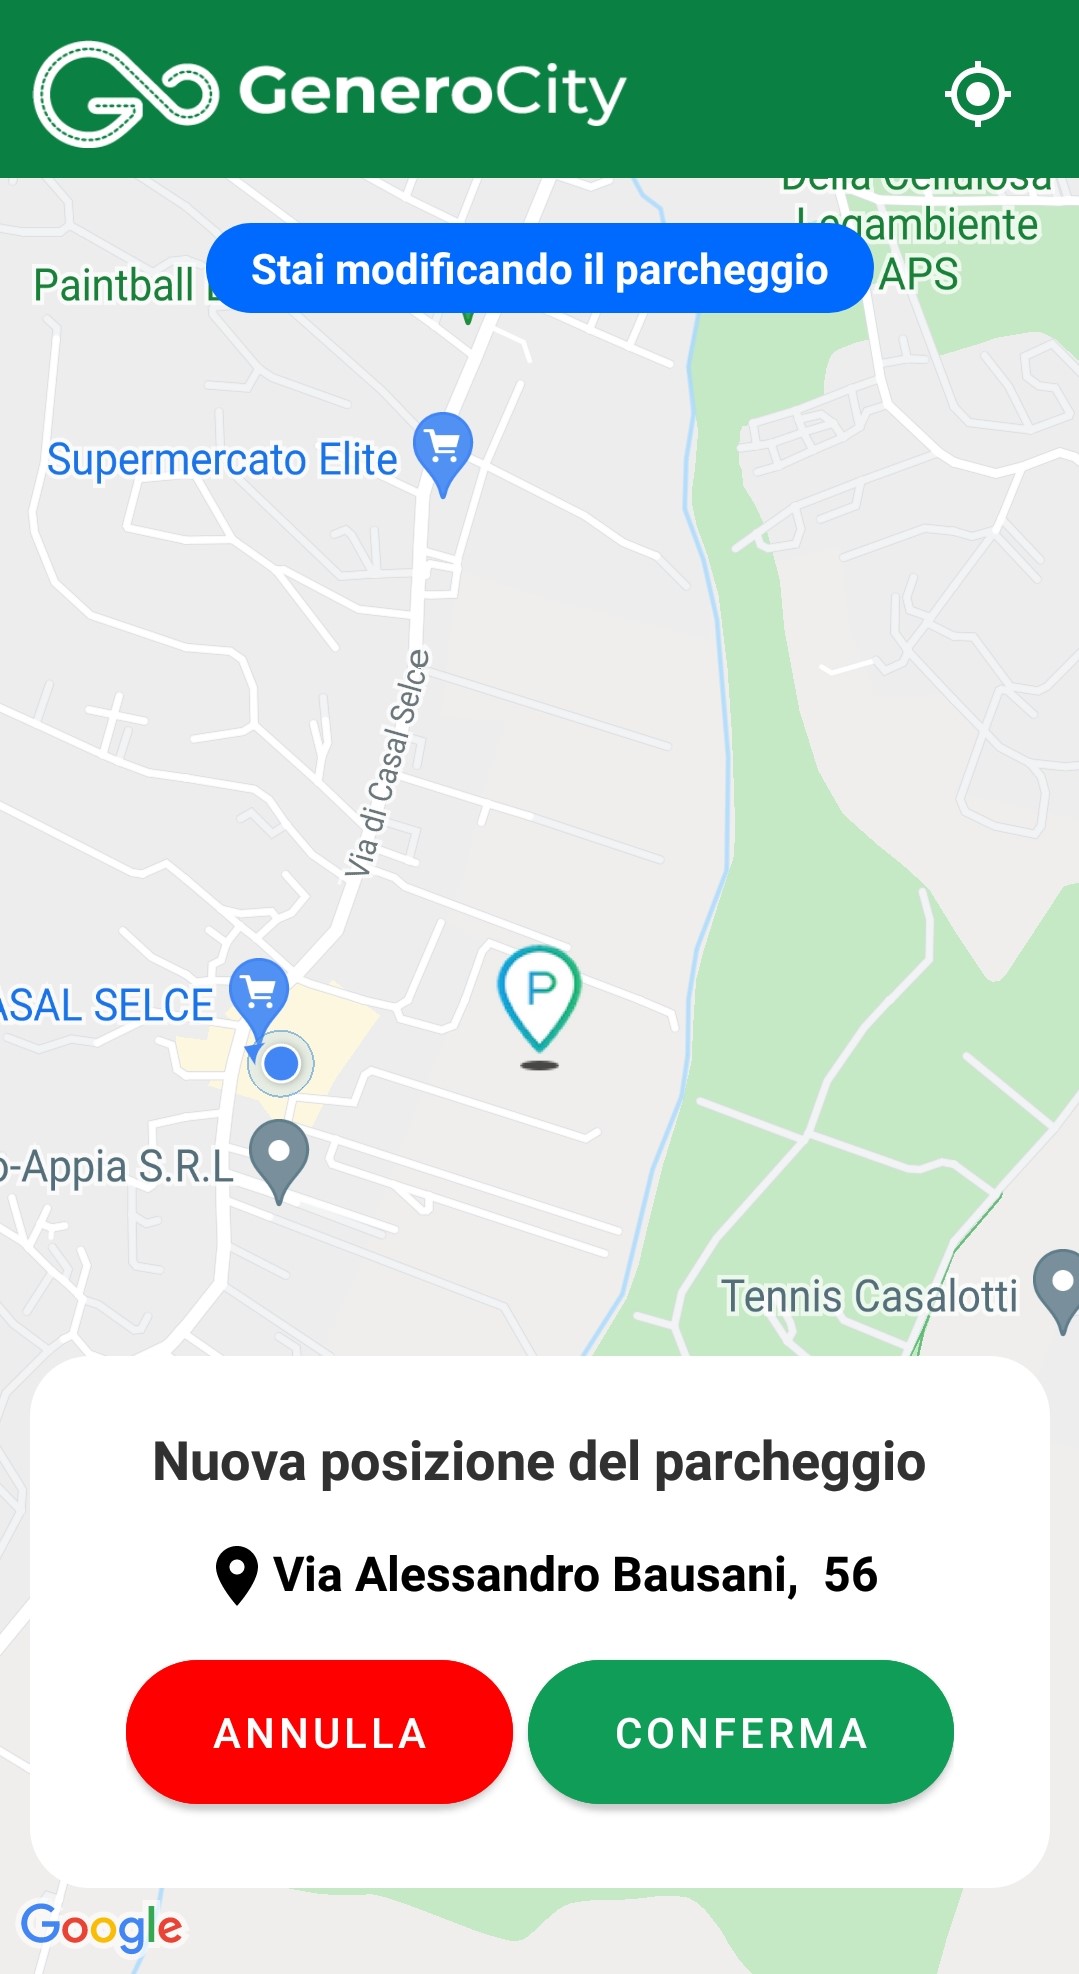 GeneroCity
Della Cellulosa
Legambiente
APS
Stai modificando il parcheggio
Paintball
Supermercato Elite
Via di Casal Selce
P
ASAL SELCE
o-Appia S.R.L
Tennis Casalotti
Nuova posizione del parcheggio
Via Alessandro Bausani, 56
ANNULLA
CONFERMA
Google